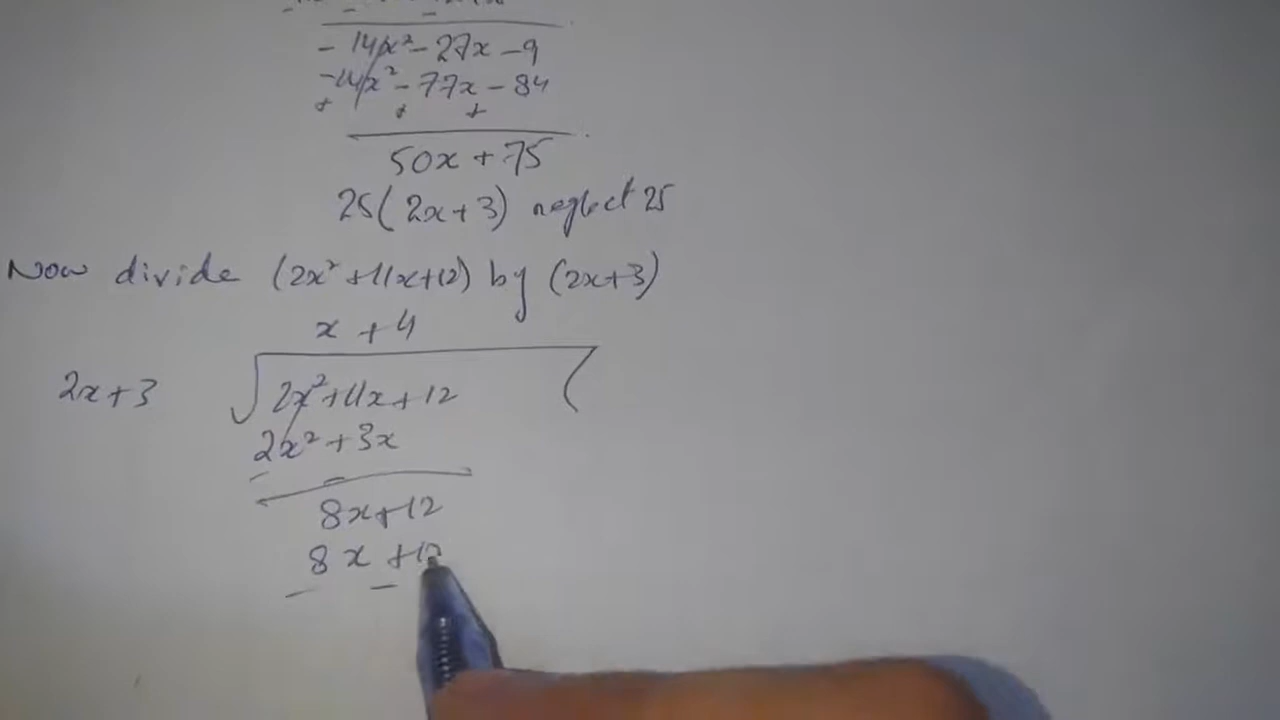 - 14x² - 27x - 9
-14x² - 77x - 84
+ + +
50x + 75
25(2x+3) neglect 25
Now divide (2x² + 11x+12) by (2x+3)
x + 4
2x+3 2x²+11x+12
2x² + 3x
- -
8x+12
8x +12
- -